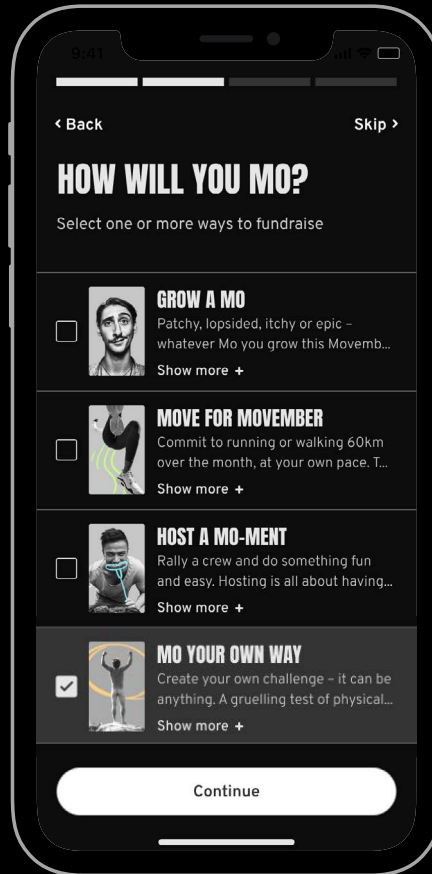 9:41
‹ Back
Skip ›
HOW WILL YOU MO?
Select one or more ways to fundraise
GROW A MO
Patchy, lopsided, itchy or epic –
whatever Mo you grow this Movemb...
Show more +
MOVE FOR MOVEMBER
Commit to running or walking 60km
over the month, at your own pace. T...
Show more +
HOST A MO-MENT
Rally a crew and do something fun
and easy. Hosting is all about having...
Show more +
MO YOUR OWN WAY
Create your own challenge – it can be
anything. A gruelling test of physical...
Show more +
Continue